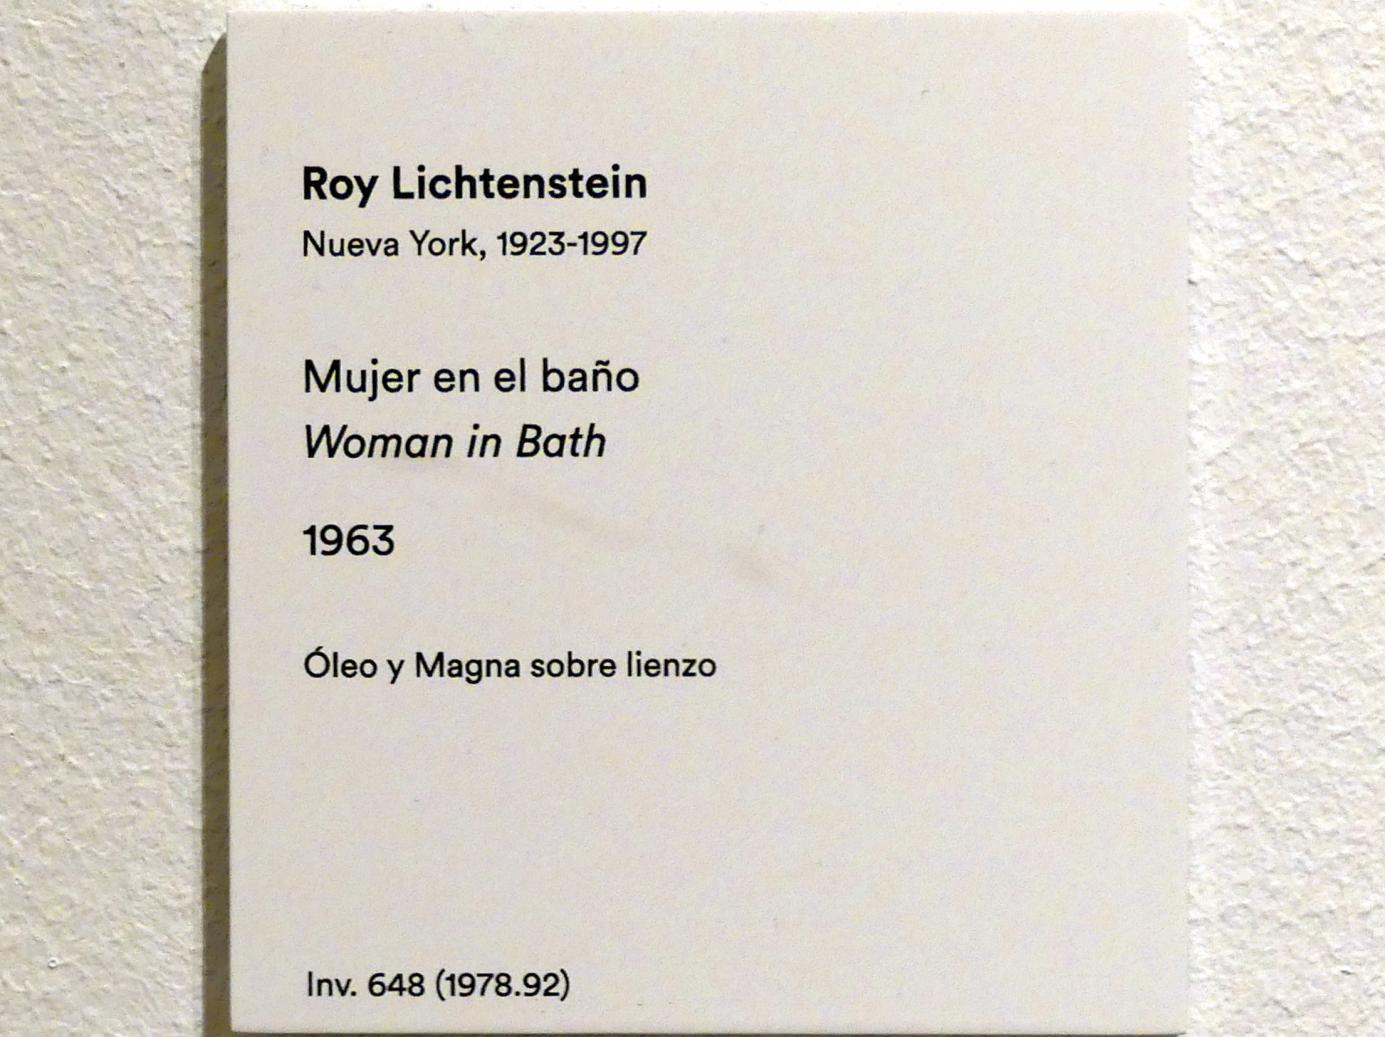 Roy Lichtenstein
Nueva York, 1923-1997
Mujer en el baño
Woman in Bath
1963
Óleo y Magna sobre lienzo
Inv. 648 (1978.92)